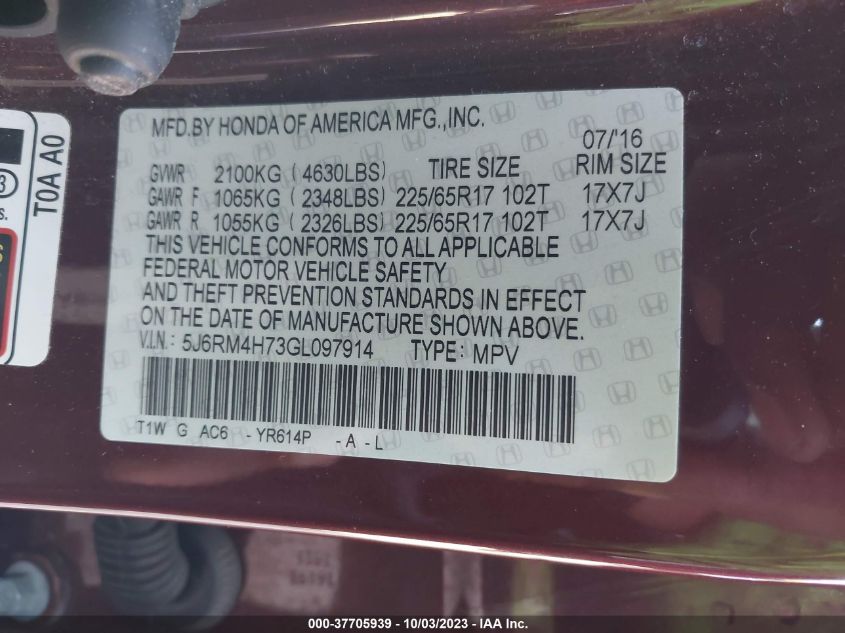 MFD.BY HONDA OF AMERICA MFG.,INC.
07/'16
GVWR 2100KG ( 4630LBS) TIRE SIZE RIM SIZE
GAWR F 1065KG ( 2348LBS) 225/65R17 102T 17X7J
GAWR R 1055KG ( 2326LBS) 225/65R17 102T 17X7J
THIS VEHICLE CONFORMS TO ALL APPLICABLE
FEDERAL MOTOR VEHICLE SAFETY
AND THEFT PREVENTION STANDARDS IN EFFECT
ON THE DATE OF MANUFACTURE SHOWN ABOVE.
V.I.N.: 5J6RM4H73GL097914 TYPE: MPV
T1W G AC6 -YR614P -A -L
T0A A0
3
s.
S
000-37705939 - 10/03/2023 - IAA Inc.